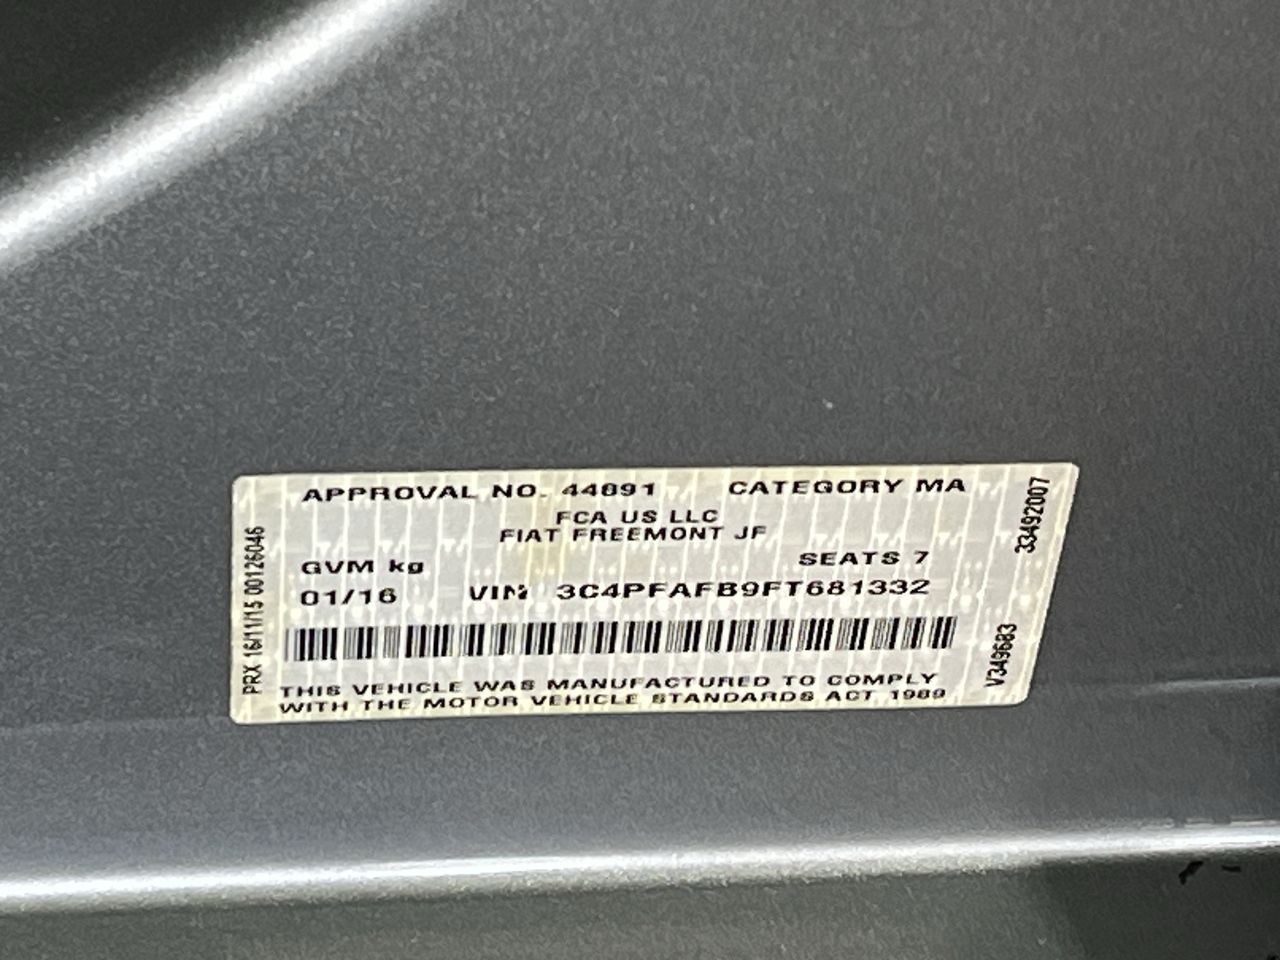 APPROVAL NO. 44891 CATEGORY MA
FCA US LLC
FIAT FREEMONT JF
GVM kg SEATS 7
01/16 VIN 3C4PFAFB9FT681332
THIS VEHICLE WAS MANUFACTURED TO COMPLY
WITH THE MOTOR VEHICLE STANDARDS ACT 1989
PRX 16/11/15 00126046
33492007
V349683